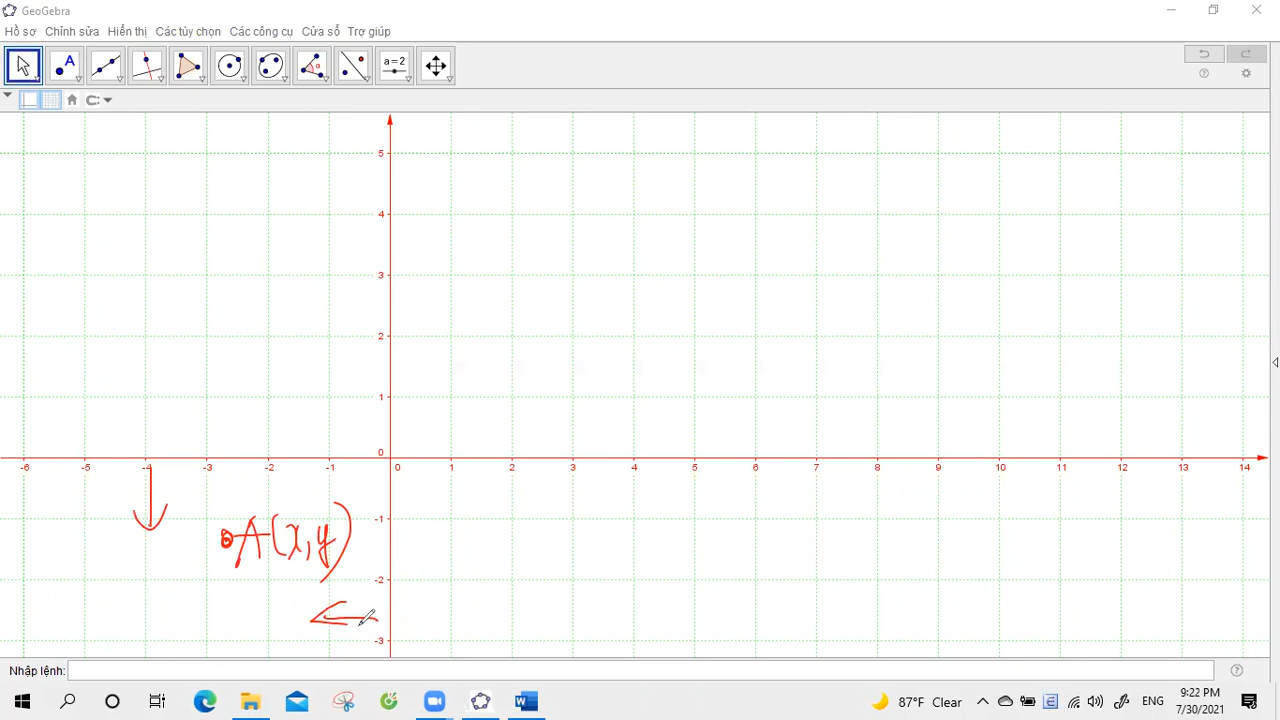 GeoGebra
Hồ sơ Chỉnh sửa Hiển thị Các tùy chọn Các công cụ Cửa sổ Trợ giúp
A
a=2
5
4
3
2
1
0
-6 -5 -4 -3 -2 -1 0 1 2 3 4 5 6 7 8 9 10 11 12 13 14
-1
A(x,y)
-2
-3
Nhập lệnh:
87°F Clear
ENG
9:22 PM
7/30/2021